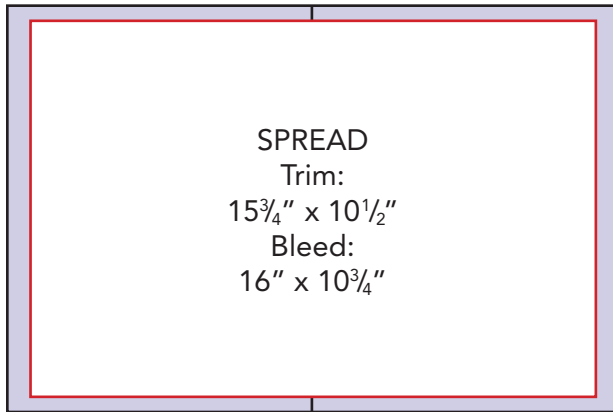 SPREAD
Trim:
15¾” x 10½”
Bleed:
16” x 10¾”